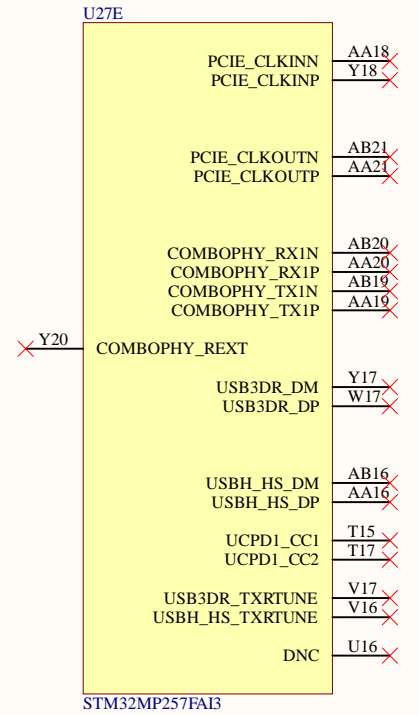 U27E
PCIE_CLKINN AA18
PCIE_CLKINP Y18
PCIE_CLKOUTN AB21
PCIE_CLKOUTP AA21
COMBOPHY_RX1N AB20
COMBOPHY_RX1P AA20
COMBOPHY_TX1N AB19
COMBOPHY_TX1P AA19
Y20 COMBOPHY_REXT
USB3DR_DM Y17
USB3DR_DP W17
USBH_HS_DM AB16
USBH_HS_DP AA16
UCPD1_CC1 T15
UCPD1_CC2 T17
USB3DR_TXRTUNE V17
USBH_HS_TXRTUNE V16
DNC U16
STM32MP257FAI3